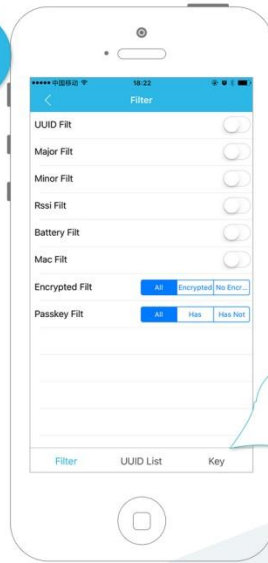 中国移动 18:22
Filter
UUID Filt
Major Filt
Minor Filt
Rssi Filt
Battery Filt
Mac Filt
Encrypted Filt All Encrypted No Encr...
Passkey Filt All Has Has Not
Filter UUID List Key